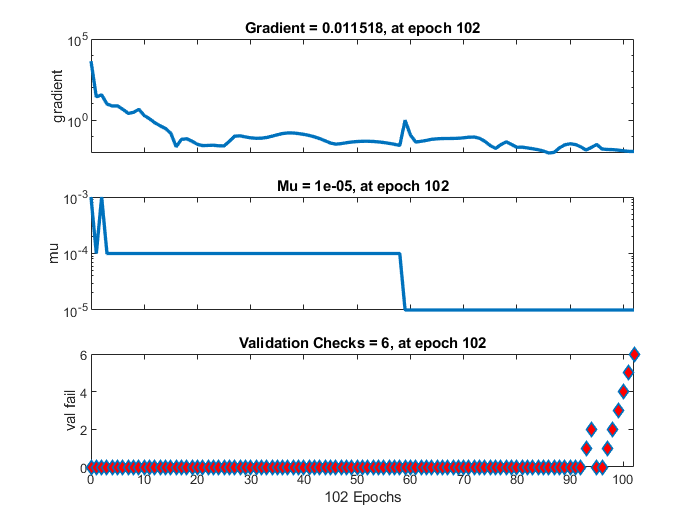 Gradient = 0.011518, at epoch 102
10^5
10^0
gradient
Mu = 1e-05, at epoch 102
10^-3
10^-4
10^-5
mu
Validation Checks = 6, at epoch 102
6
4
2
0
val fail
0 10 20 30 40 50 60 70 80 90 100
102 Epochs